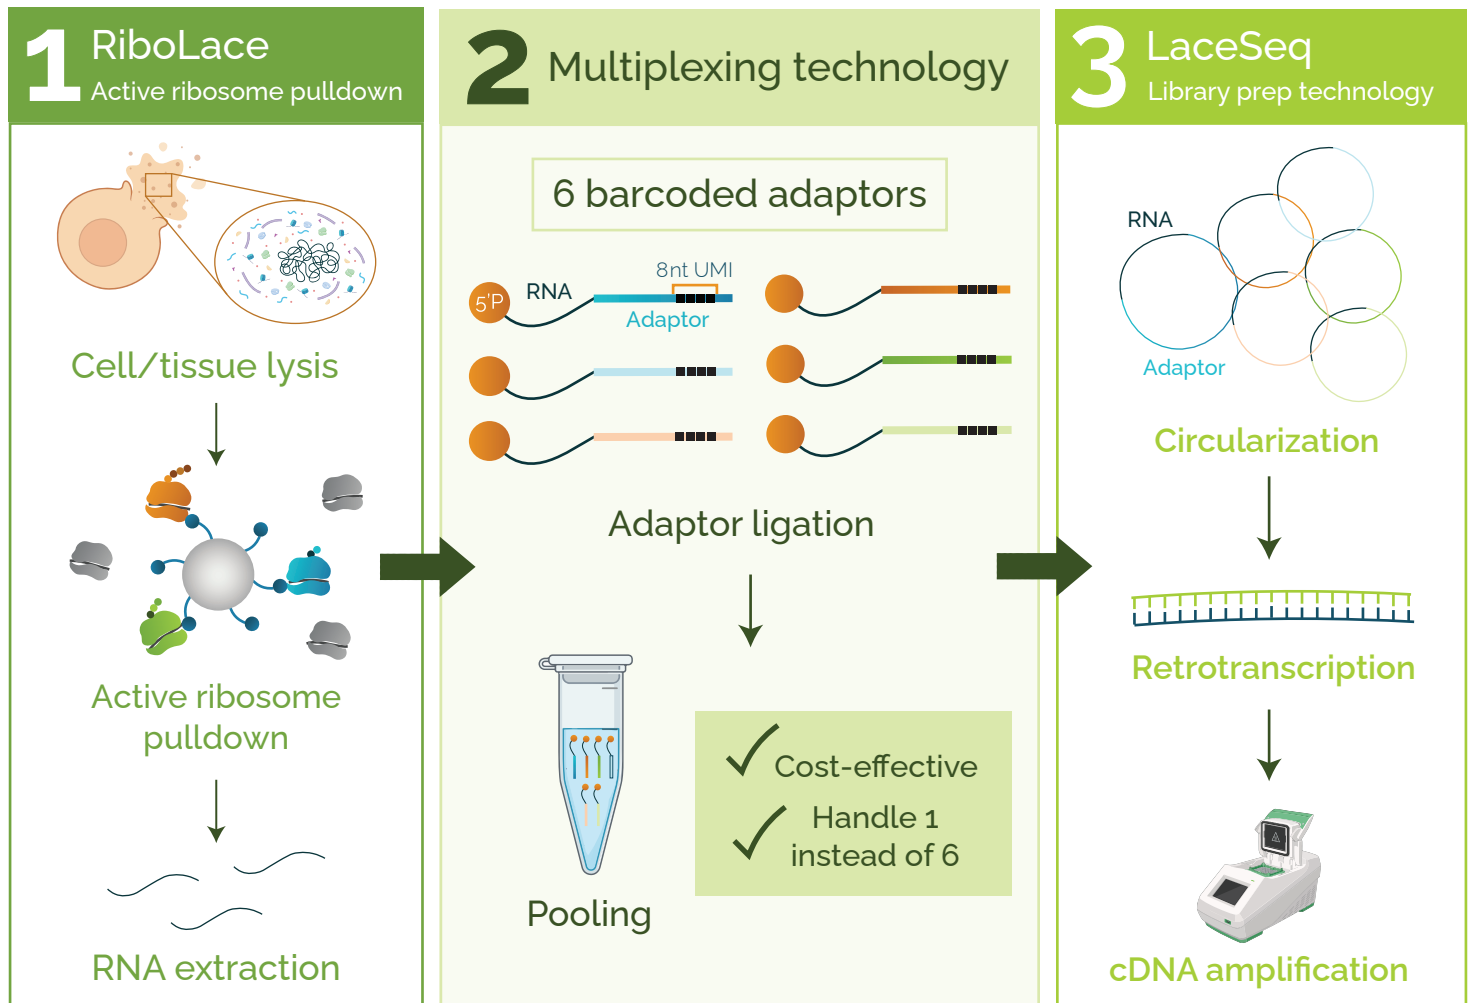 1
RiboLace
Active ribosome pulldown
Cell/tissue lysis
Active ribosome
pulldown
RNA extraction
2
Multiplexing technology
6 barcoded adaptors
8nt UMI
5'P
RNA
Adaptor
Adaptor ligation
Cost-effective
Handle 1
instead of 6
Pooling
3
LaceSeq
Library prep technology
RNA
Adaptor
Circularization
Retrotranscription
cDNA amplification